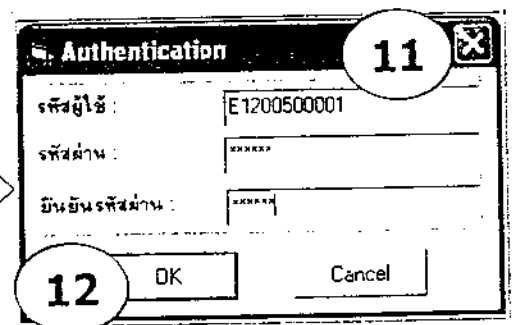 Authentication
11
รหัสผู้ใช้ : E1200500001
รหัสผ่าน : ******
ยืนยันรหัสผ่าน : ******
12 OK Cancel